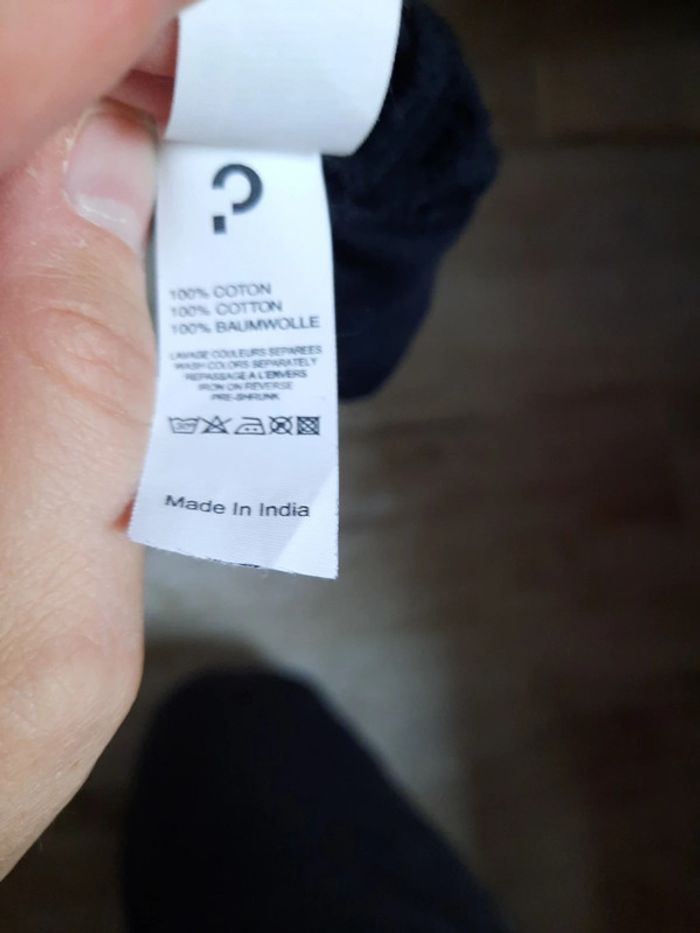 ?
100% COTON
100% COTTON
100% BAUMWOLLE
LAVAGE COULEURS SEPAREES
WASH COLORS SEPARATELY
REPASSAGE A L'ENVERS
IRON ON REVERSE
PRE-SHRUNK
30°
Made In India